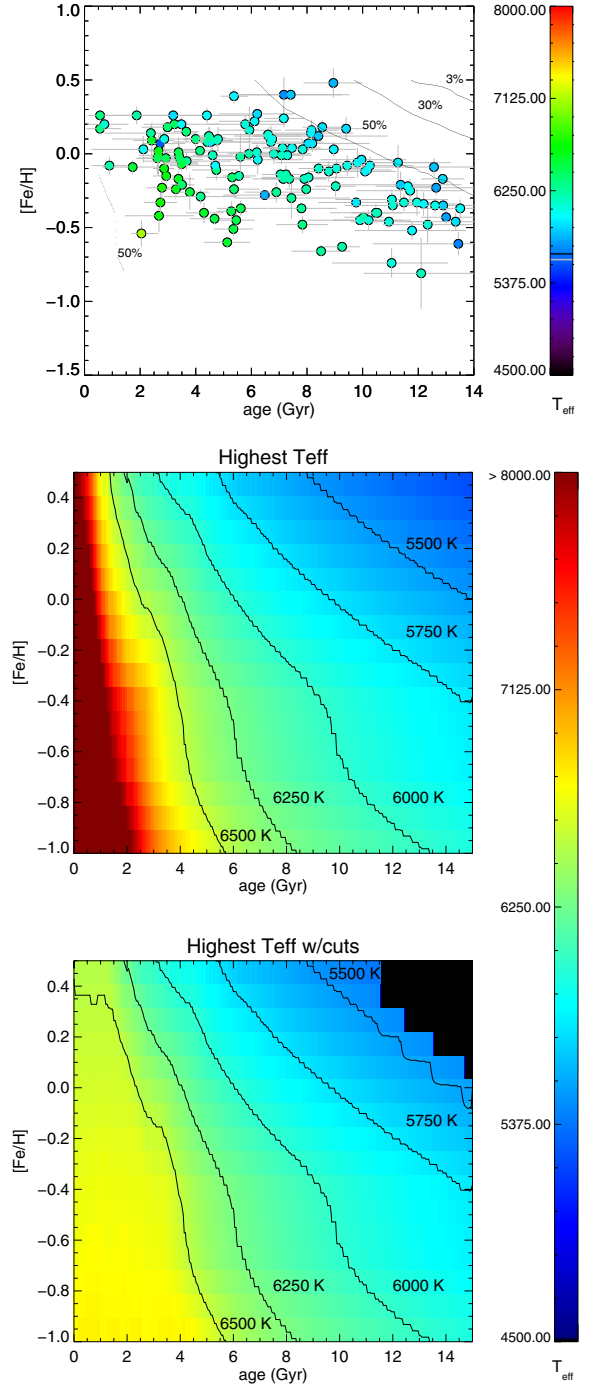 1.0
0.5
0.0
−0.5
−1.0
−1.5
[Fe/H]
3%
30%
50%
50%
0 2 4 6 8 10 12 14
age (Gyr)
8000.00
7125.00
6250.00
5375.00
4500.00
Teff
Highest Teff
0.4
0.2
0.0
−0.2
−0.4
−0.6
−0.8
−1.0
[Fe/H]
5500 K
5750 K
6000 K
6250 K
6500 K
0 2 4 6 8 10 12 14
age (Gyr)
> 8000.00
7125.00
6250.00
5375.00
4500.00
Teff
Highest Teff w/cuts
0.4
0.2
0.0
−0.2
−0.4
−0.6
−0.8
−1.0
[Fe/H]
5500 K
5750 K
6000 K
6250 K
6500 K
0 2 4 6 8 10 12 14
age (Gyr)